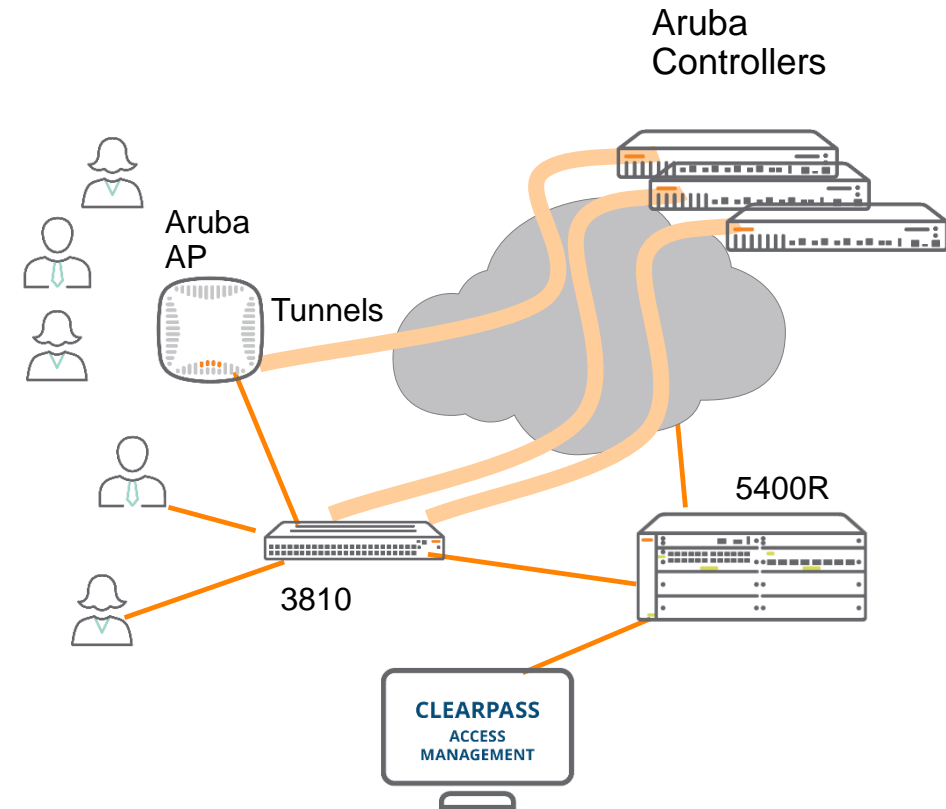 Aruba
Controllers
Aruba
AP
Tunnels
5400R
3810
CLEARPASS
ACCESS
MANAGEMENT